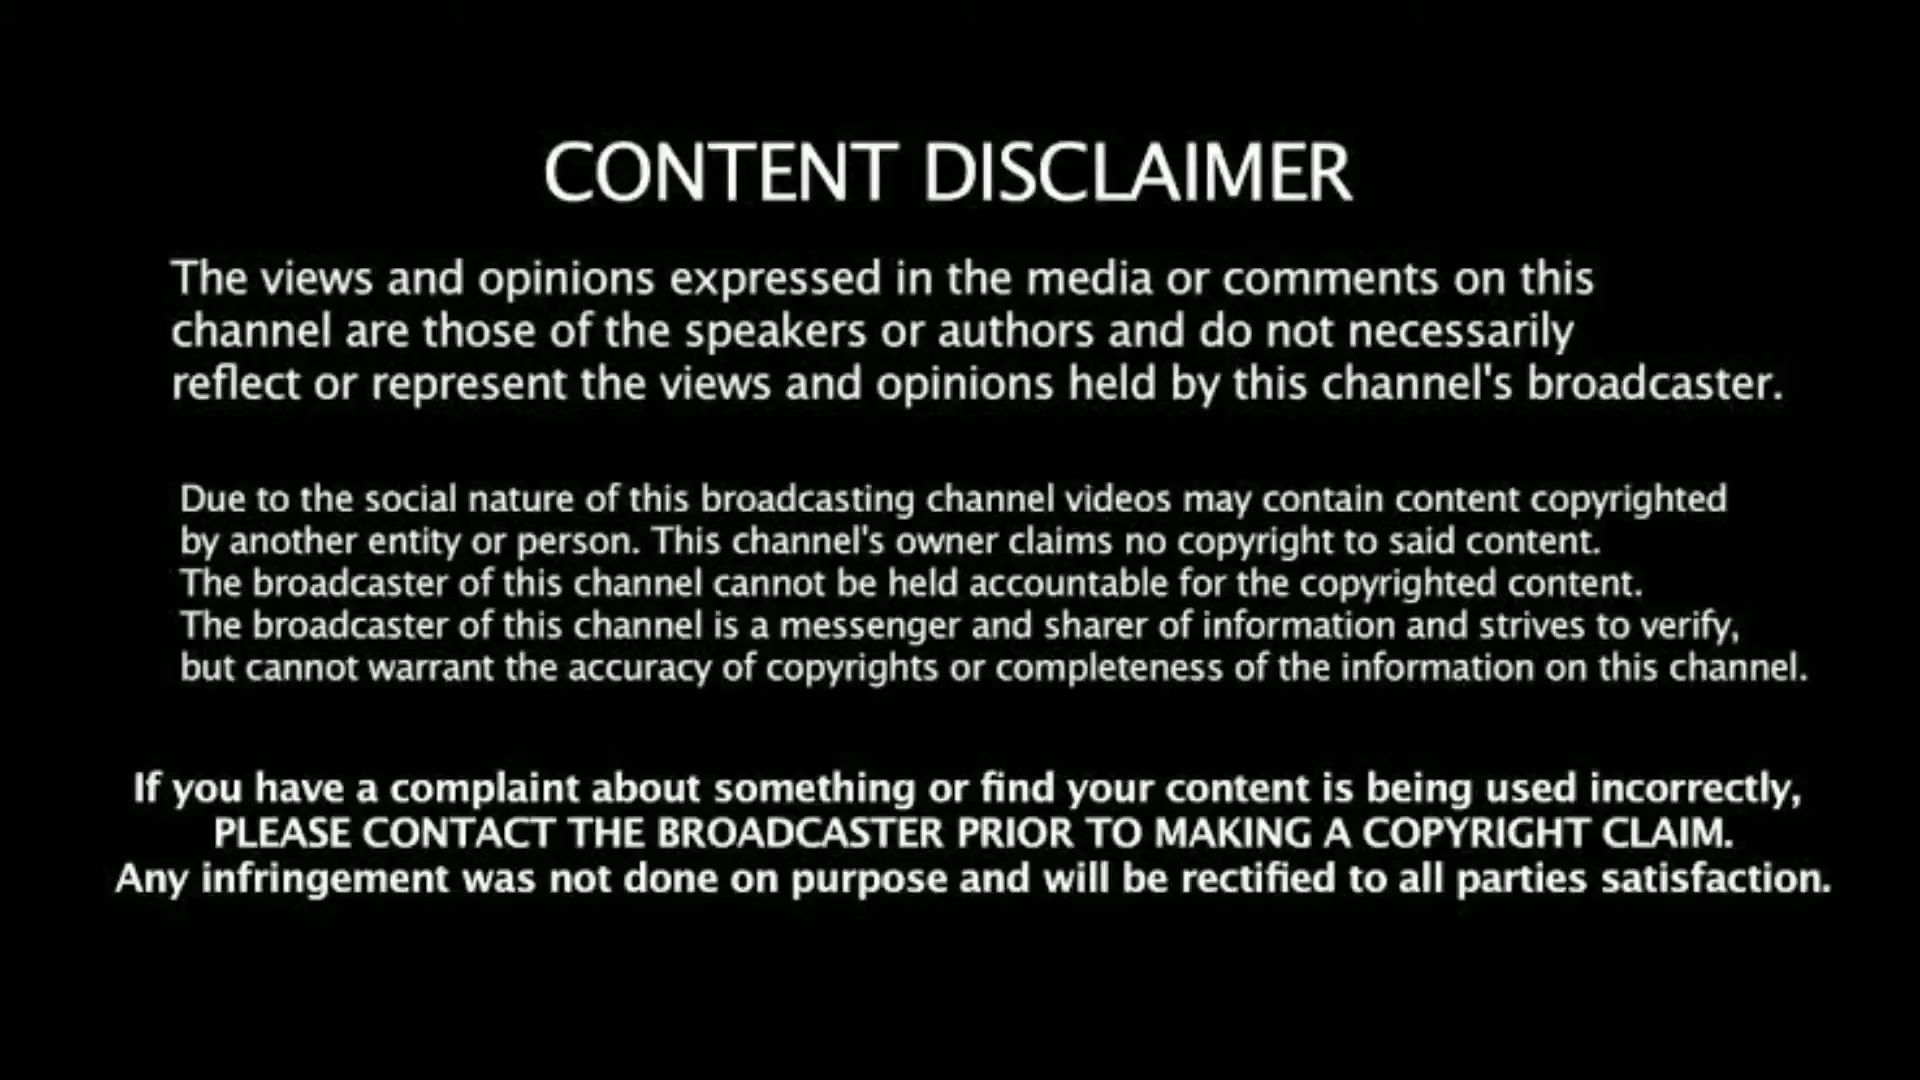 CONTENT DISCLAIMER
The views and opinions expressed in the media or comments on this
channel are those of the speakers or authors and do not necessarily
reflect or represent the views and opinions held by this channel's broadcaster.
Due to the social nature of this broadcasting channel videos may contain content copyrighted
by another entity or person. This channel's owner claims no copyright to said content.
The broadcaster of this channel cannot be held accountable for the copyrighted content.
The broadcaster of this channel is a messenger and sharer of information and strives to verify,
but cannot warrant the accuracy of copyrights or completeness of the information on this channel.
If you have a complaint about something or find your content is being used incorrectly,
PLEASE CONTACT THE BROADCASTER PRIOR TO MAKING A COPYRIGHT CLAIM.
Any infringement was not done on purpose and will be rectified to all parties satisfaction.